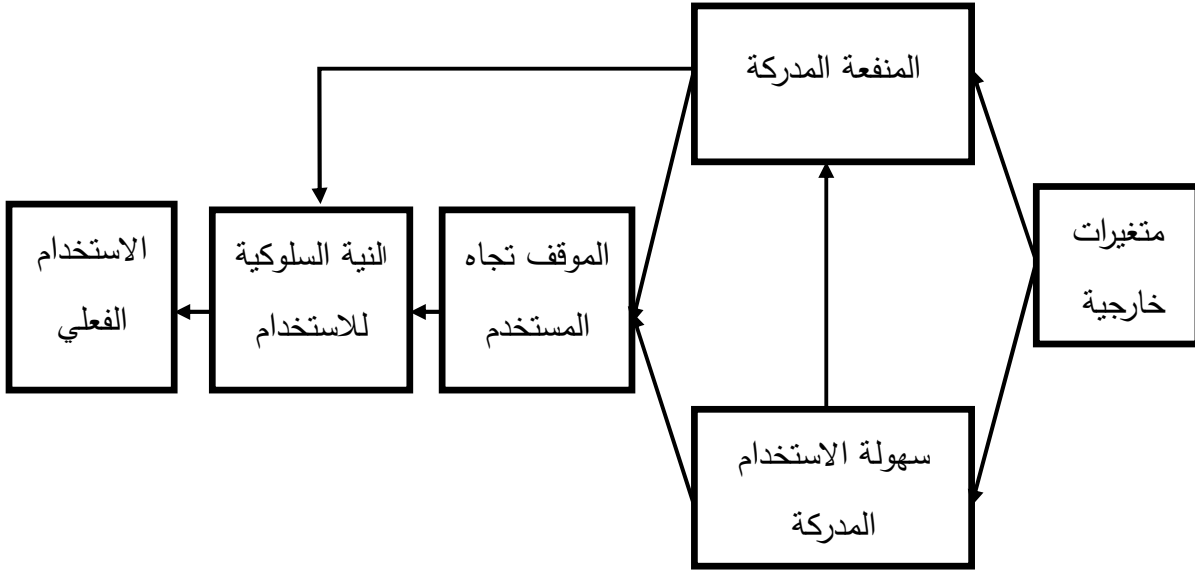 المنفعة المدركة
متغيرات
خارجية
الموقف تجاه
المستخدم
النية السلوكية
للاستخدام
الاستخدام
الفعلي
سهولة الاستخدام
المدركة